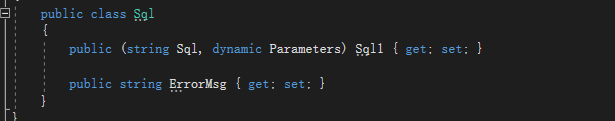 public class Sql
{
public (string Sql, dynamic Parameters) Sql1 { get; set; }
public string ErrorMsg { get; set; }
}
}